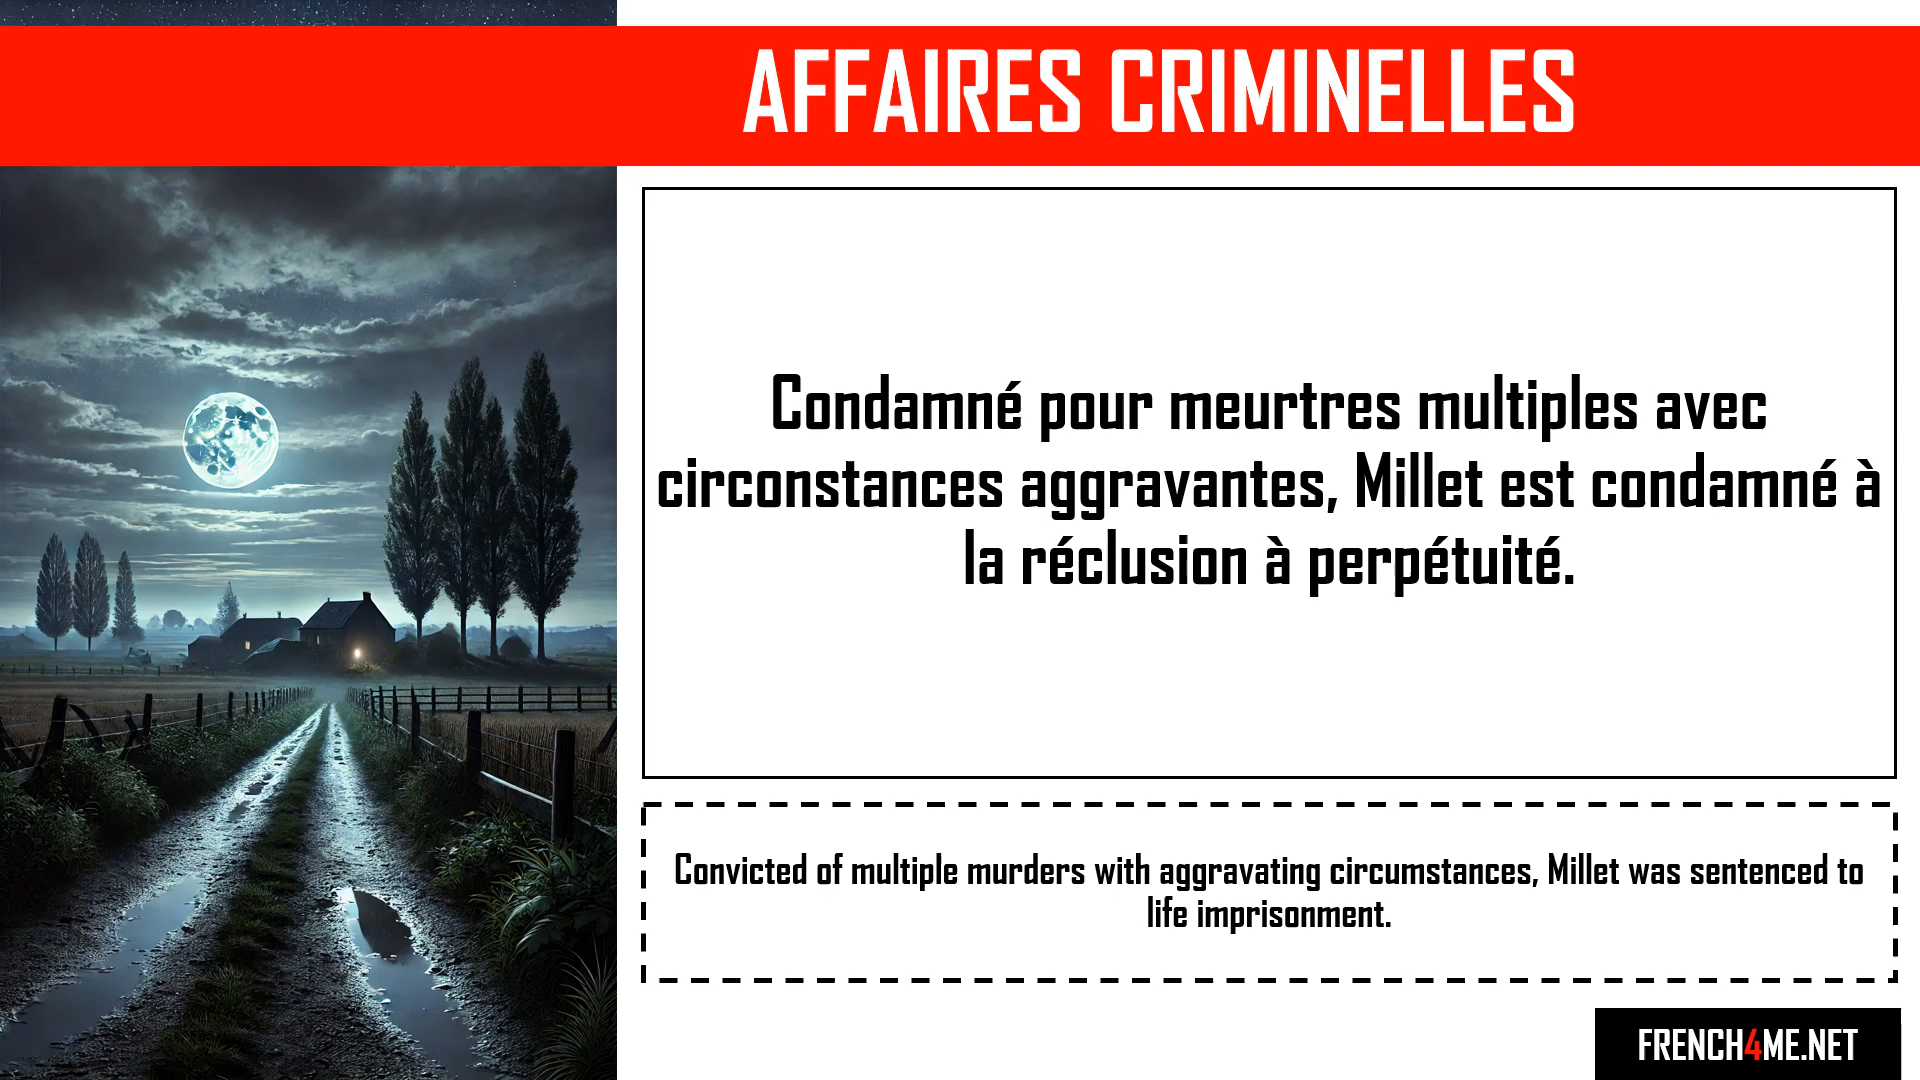 AFFAIRES CRIMINELLES
Condamné pour meurtres multiples avec
circonstances aggravantes, Millet est condamné à
la réclusion à perpétuité.
Convicted of multiple murders with aggravating circumstances, Millet was sentenced to
life imprisonment.
FRENCH4ME.NET